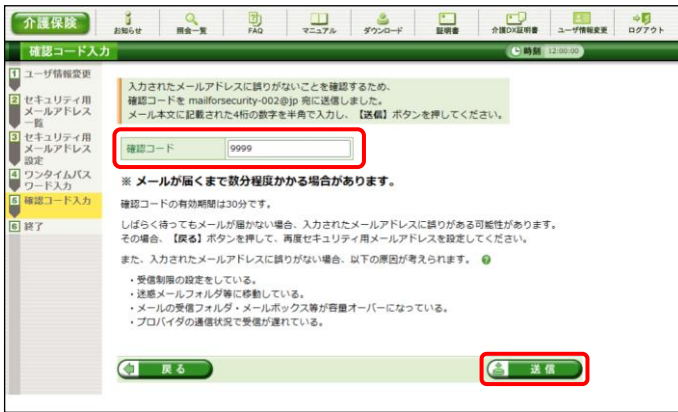 介護保険
お知らせ
照会一覧
FAQ
マニュアル
ダウンロード
証明書
介護DX証明書
ユーザ情報変更
ログアウト
確認コード入力
時刻 12:00:00
1 ユーザ情報変更
2 セキュリティ用
メールアドレス
一覧
3 セキュリティ用
メールアドレス
設定
4 ワンタイムパス
ワード入力
5 確認コード入力
6 終了
入力されたメールアドレスに誤りがないことを確認するため、
確認コードを mailforsecurity-002@jp 宛に送信しました。
メール本文に記載された4桁の数字を半角で入力し、【送信】ボタンを押してください。
確認コード 9999
※ メールが届くまで数分程度かかる場合があります。
確認コードの有効期間は30分です。
しばらく待ってもメールが届かない場合、入力されたメールアドレスに誤りがある可能性があります。
その場合、【戻る】ボタンを押して、再度セキュリティ用メールアドレスを設定してください。
また、入力されたメールアドレスに誤りがない場合、以下の原因が考えられます。 ?
・受信制限の設定をしている。
・迷惑メールフォルダ等に移動している。
・メールの受信フォルダ・メールボックス等が容量オーバーになっている。
・プロバイダの通信状況で受信が遅れている。
戻る
送信